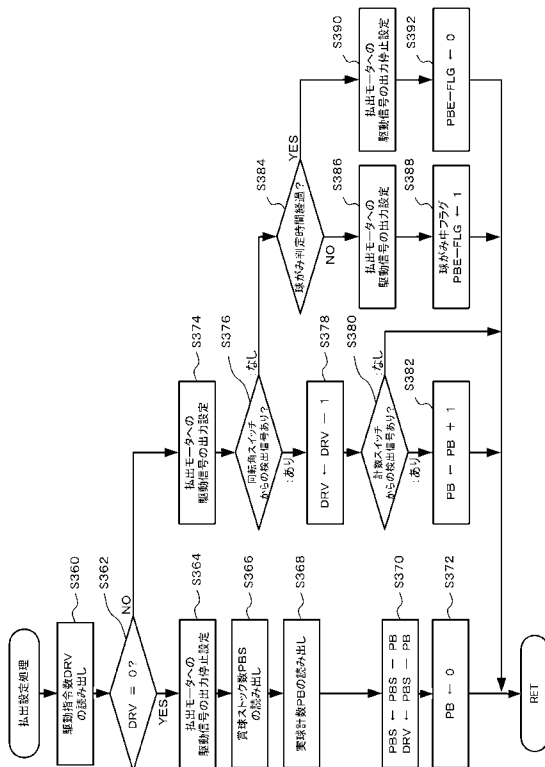 払出設定処理
S360
駆動指令数DRV
の読み出し
S362
DRV = 0?
NO
YES
S364
払出モータへの
駆動信号の出力停止設定
S366
賞球ストック数PBS
の読み出し
S368
実球計数PBの読み出し
S370
PBS ← PBS − PB
DRV ← PBS − PB
S372
PB ← 0
RET
S374
払出モータへの
駆動信号の出力設定
S376
回転角スイッチ
からの検出信号あり?
:なし
:あり
S378
DRV ← DRV − 1
S380
計数スイッチ
からの検出信号あり?
:なし
:あり
S382
PB ← PB + 1
S384
球がみ判定時間経過?
YES
NO
S386
払出モータへの
駆動信号の出力設定
S388
球がみ中フラグ
PBE−FLG ← 1
S390
払出モータへの
駆動信号の出力停止設定
S392
PBE−FLG ← 0